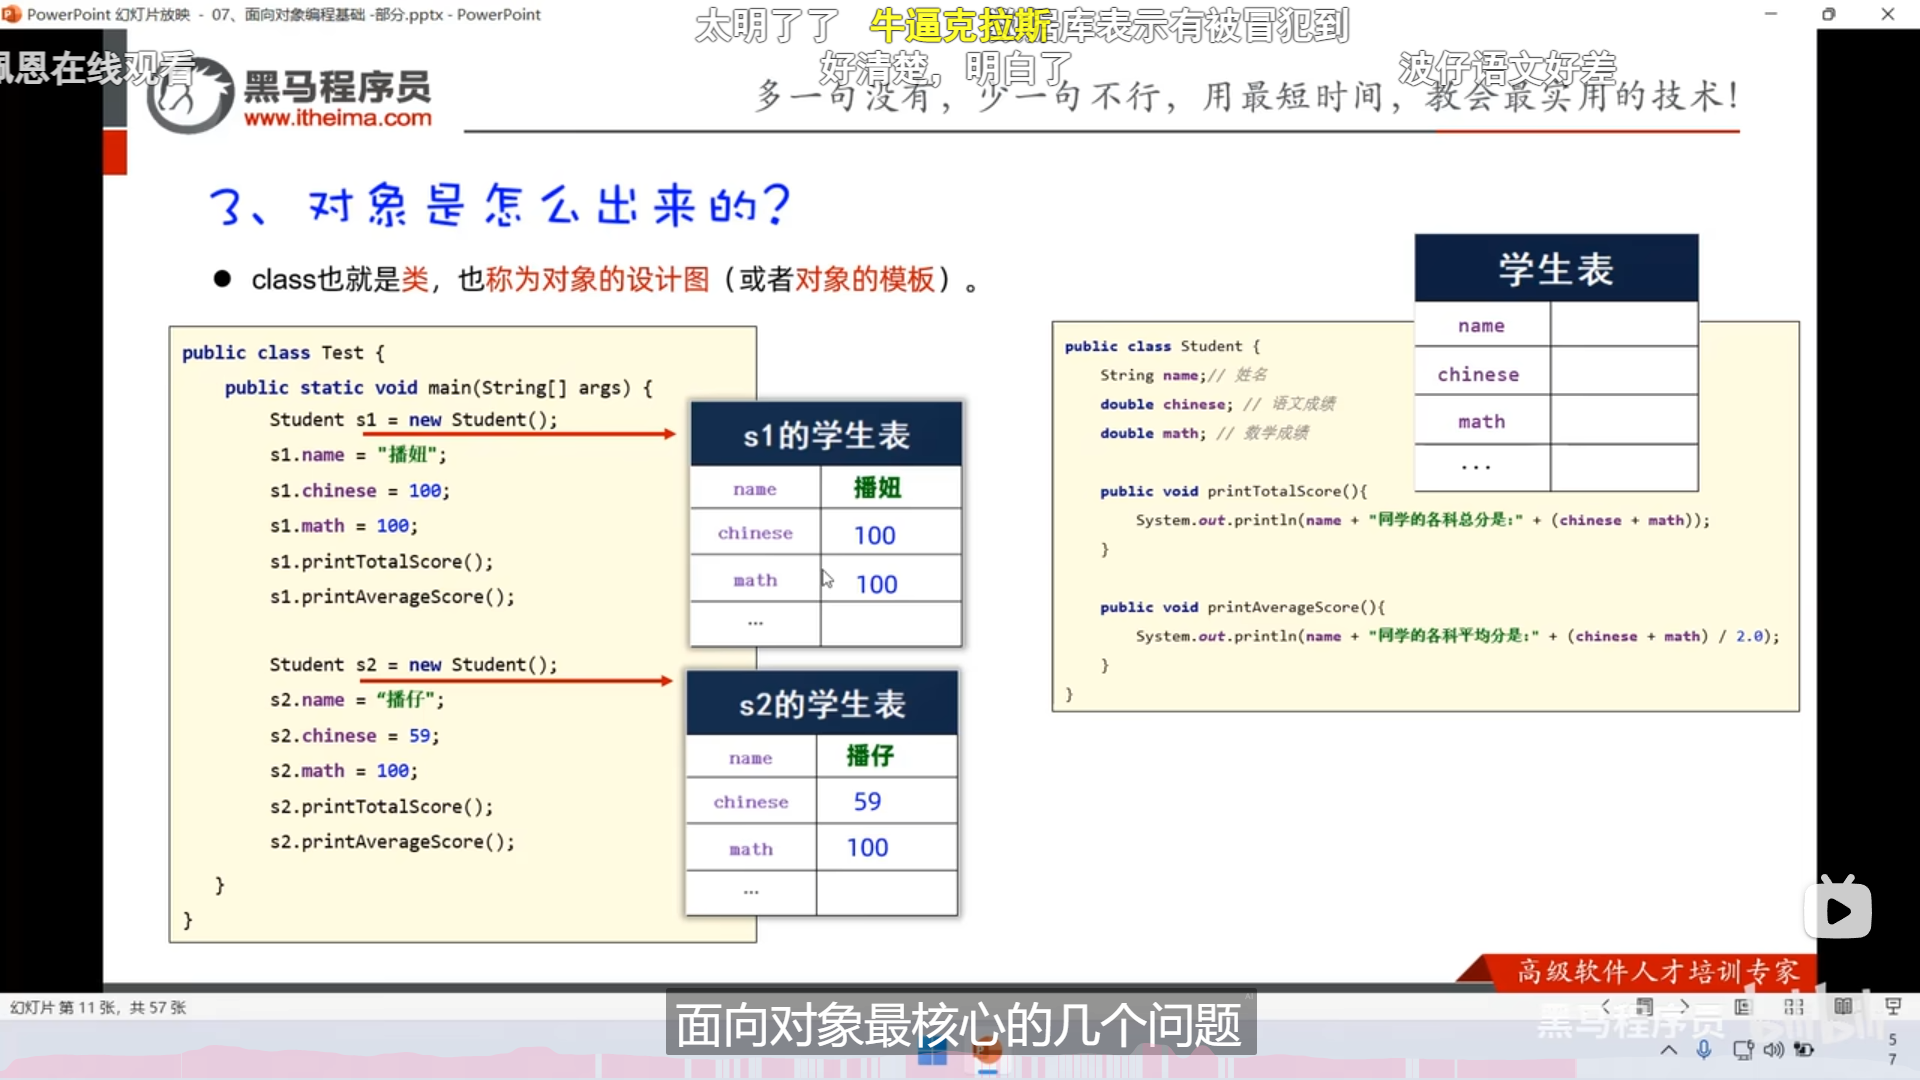 PowerPoint 幻灯片放映 - 07、面向对象编程基础 -部分.pptx - PowerPoint
太明了了
牛逼克拉斯
库表示有被冒犯到
恩在线观看
好清楚，明白了
波仔语文好差
黑马程序员
www.itheima.com
多一句没有，少一句不行，用最短时间，教会最实用的技术！
3、对象是怎么出来的？
● class也就是类，也称为对象的设计图（或者对象的模板）。
public class Test {
public static void main(String[] args) {
Student s1 = new Student();
s1.name = "播妞";
s1.chinese = 100;
s1.math = 100;
s1.printTotalScore();
s1.printAverageScore();
Student s2 = new Student();
s2.name = “播仔";
s2.chinese = 59;
s2.math = 100;
s2.printTotalScore();
s2.printAverageScore();
}
}
s1的学生表
name 播妞
chinese 100
math 100
...
s2的学生表
name 播仔
chinese 59
math 100
...
学生表
name
chinese
math
...
public class Student {
String name;// 姓名
double chinese; // 语文成绩
double math; // 数学成绩
public void printTotalScore(){
System.out.println(name + "同学的各科总分是:" + (chinese + math));
}
public void printAverageScore(){
System.out.println(name + "同学的各科平均分是:" + (chinese + math) / 2.0);
}
}
高级软件人才培训专家
幻灯片 第 11 张，共 57 张
面向对象最核心的几个问题
黑马程序员 bilibili
5
7